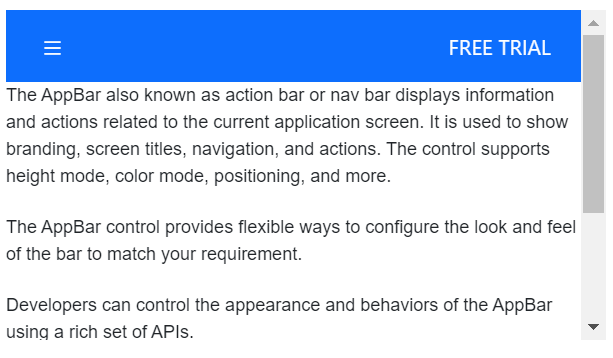 FREE TRIAL
The AppBar also known as action bar or nav bar displays information
and actions related to the current application screen. It is used to show
branding, screen titles, navigation, and actions. The control supports
height mode, color mode, positioning, and more.
The AppBar control provides flexible ways to configure the look and feel
of the bar to match your requirement.
Developers can control the appearance and behaviors of the AppBar
using a rich set of APIs.